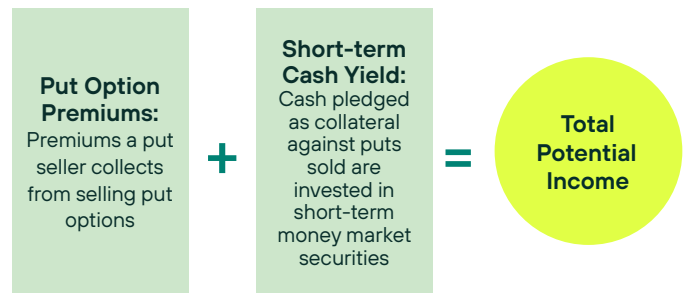 Put Option
Premiums:
Premiums a put
seller collects
from selling put
options
+
Short-term
Cash Yield:
Cash pledged
as collateral
against puts
sold are
invested in
short-term
money market
securities
=
Total
Potential
Income